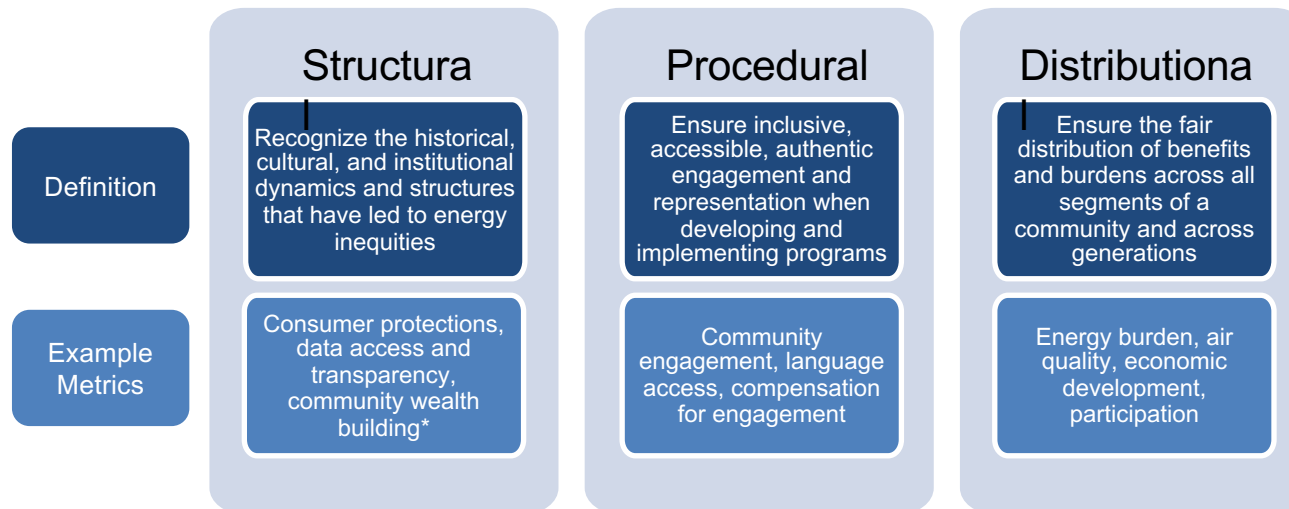 Structura
l
Procedural
Distributiona
l
Definition
Recognize the historical,
cultural, and institutional
dynamics and structures
that have led to energy
inequities
Ensure inclusive,
accessible, authentic
engagement and
representation when
developing and
implementing programs
Ensure the fair
distribution of benefits
and burdens across all
segments of a
community and across
generations
Example
Metrics
Consumer protections,
data access and
transparency,
community wealth
building*
Community
engagement, language
access, compensation
for engagement
Energy burden, air
quality, economic
development,
participation